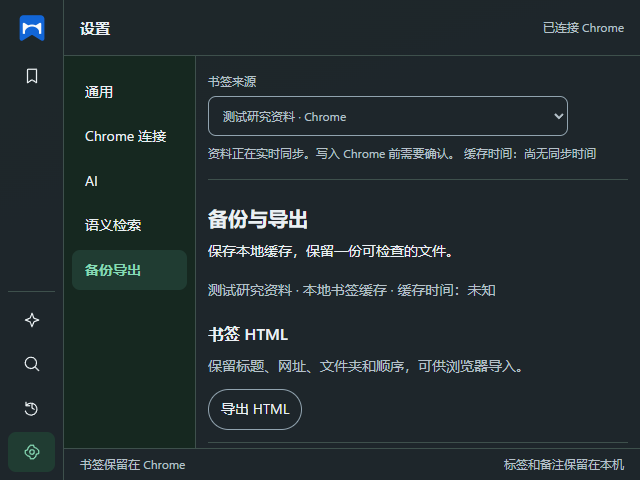 设置
已连接 Chrome
通用
Chrome 连接
AI
语义检索
备份导出
书签来源
测试研究资料 · Chrome
资料正在实时同步。写入 Chrome 前需要确认。 缓存时间：尚无同步时间
备份与导出
保存本地缓存，保留一份可检查的文件。
测试研究资料 · 本地书签缓存 · 缓存时间：未知
书签 HTML
保留标题、网址、文件夹和顺序，可供浏览器导入。
导出 HTML
书签保留在 Chrome
标签和备注保留在本机